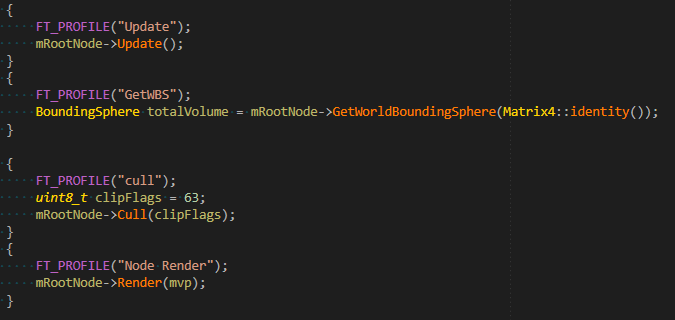 {
FT_PROFILE("Update");
mRootNode->Update();
}
{
FT_PROFILE("GetWBS");
BoundingSphere totalVolume = mRootNode->GetWorldBoundingSphere(Matrix4::identity());
}
{
FT_PROFILE("cull");
uint8_t clipFlags = 63;
mRootNode->Cull(clipFlags);
}
{
FT_PROFILE("Node Render");
mRootNode->Render(mvp);
}